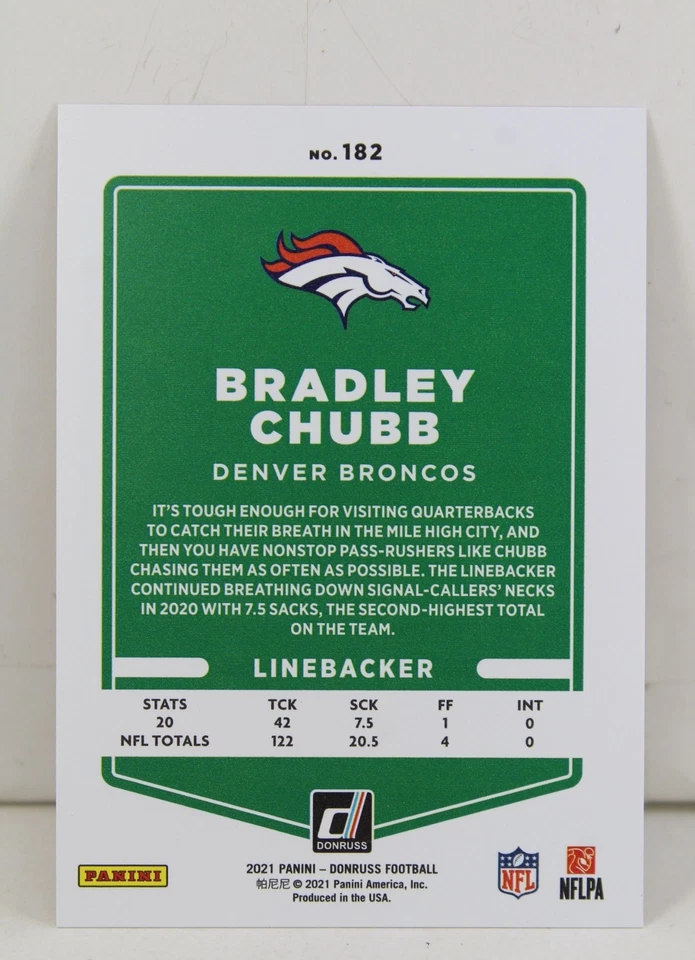 NO. 182
BRADLEY
CHUBB
DENVER BRONCOS
IT'S TOUGH ENOUGH FOR VISITING QUARTERBACKS
TO CATCH THEIR BREATH IN THE MILE HIGH CITY, AND
THEN YOU HAVE NONSTOP PASS-RUSHERS LIKE CHUBB
CHASING THEM AS OFTEN AS POSSIBLE. THE LINEBACKER
CONTINUED BREATHING DOWN SIGNAL-CALLERS' NECKS
IN 2020 WITH 7.5 SACKS, THE SECOND-HIGHEST TOTAL
ON THE TEAM.
LINEBACKER
STATS TCK SCK FF INT
20 42 7.5 1 0
NFL TOTALS 122 20.5 4 0
d
DONRUSS
PANINI
2021 PANINI – DONRUSS FOOTBALL
帕尼尼 © 2021 Panini America, Inc.
Produced in the USA.
NFL
NFLPA